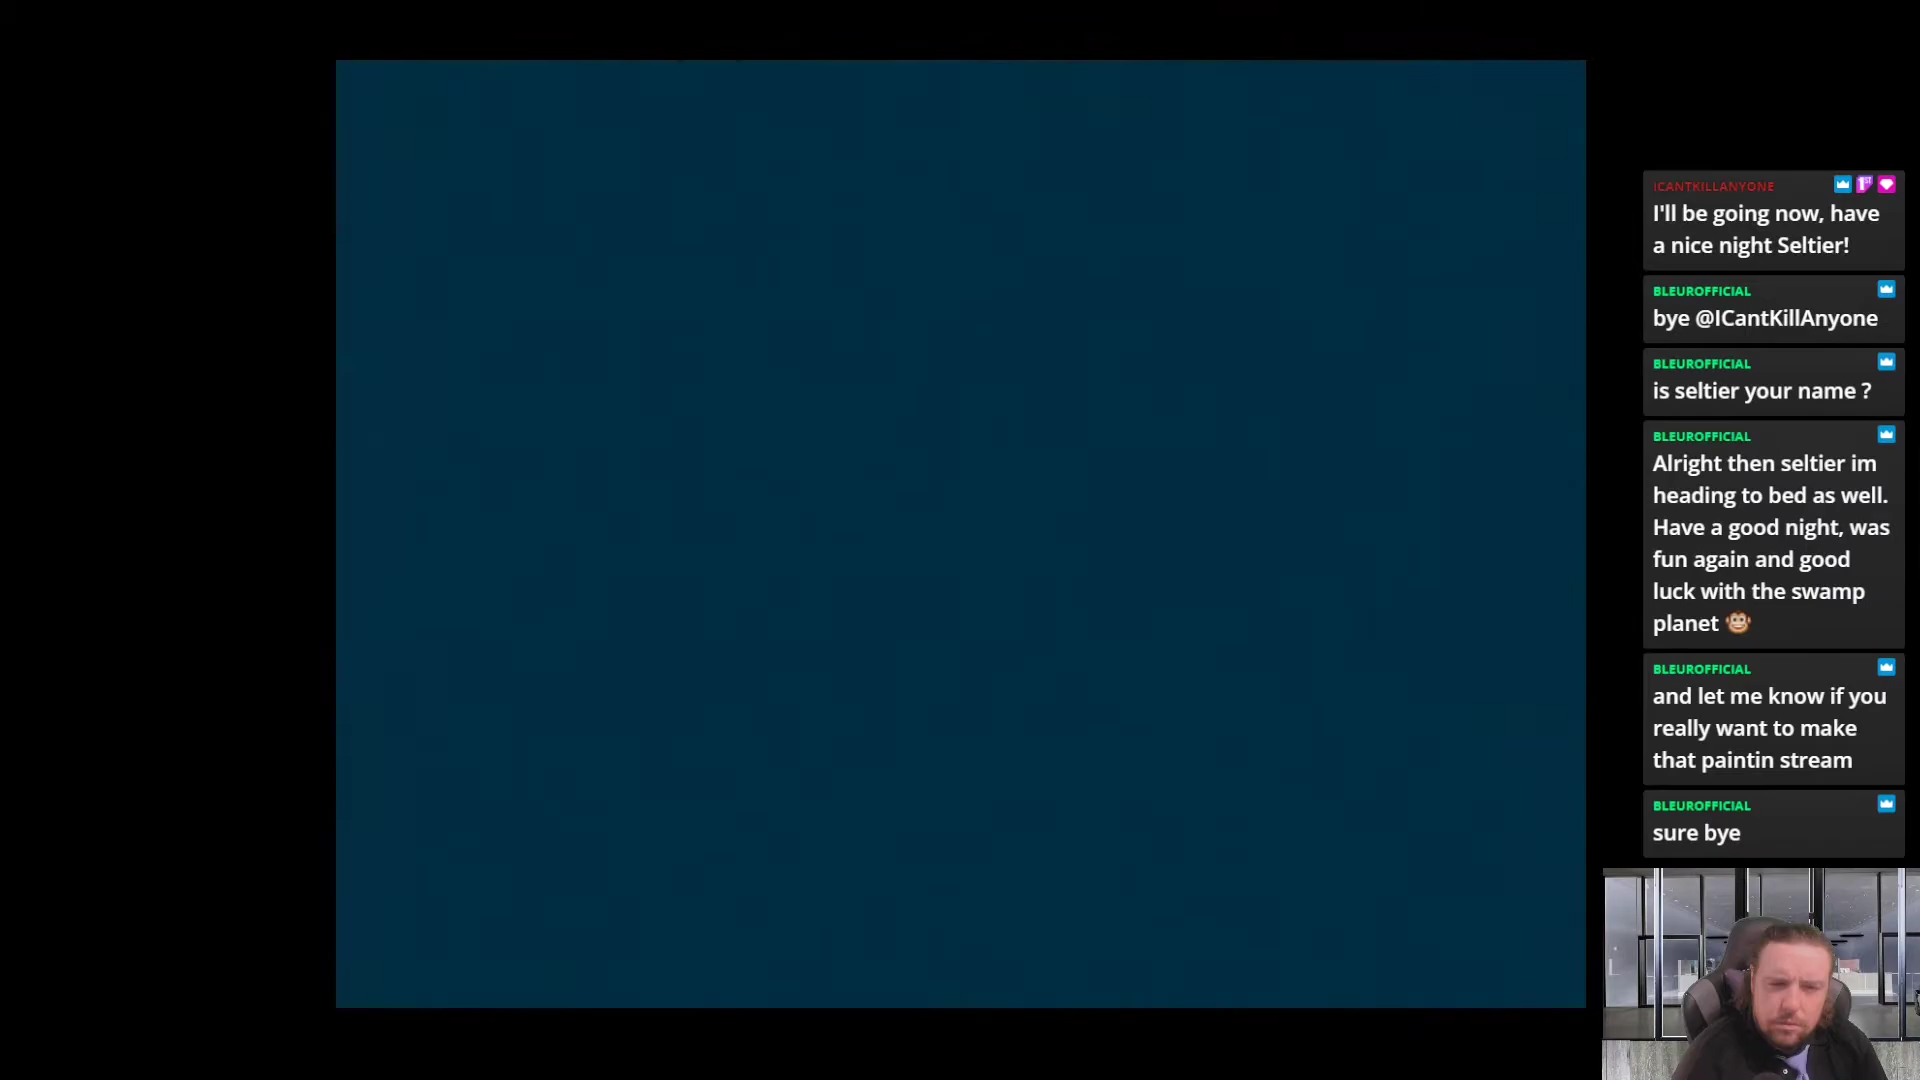 ICANTKILLANYONE
I'll be going now, have
a nice night Seltier!
BLEUROFFICIAL
bye @ICantKillAnyone
BLEUROFFICIAL
is seltier your name ?
BLEUROFFICIAL
Alright then seltier im
heading to bed as well.
Have a good night, was
fun again and good
luck with the swamp
planet 🐵
BLEUROFFICIAL
and let me know if you
really want to make
that paintin stream
BLEUROFFICIAL
sure bye